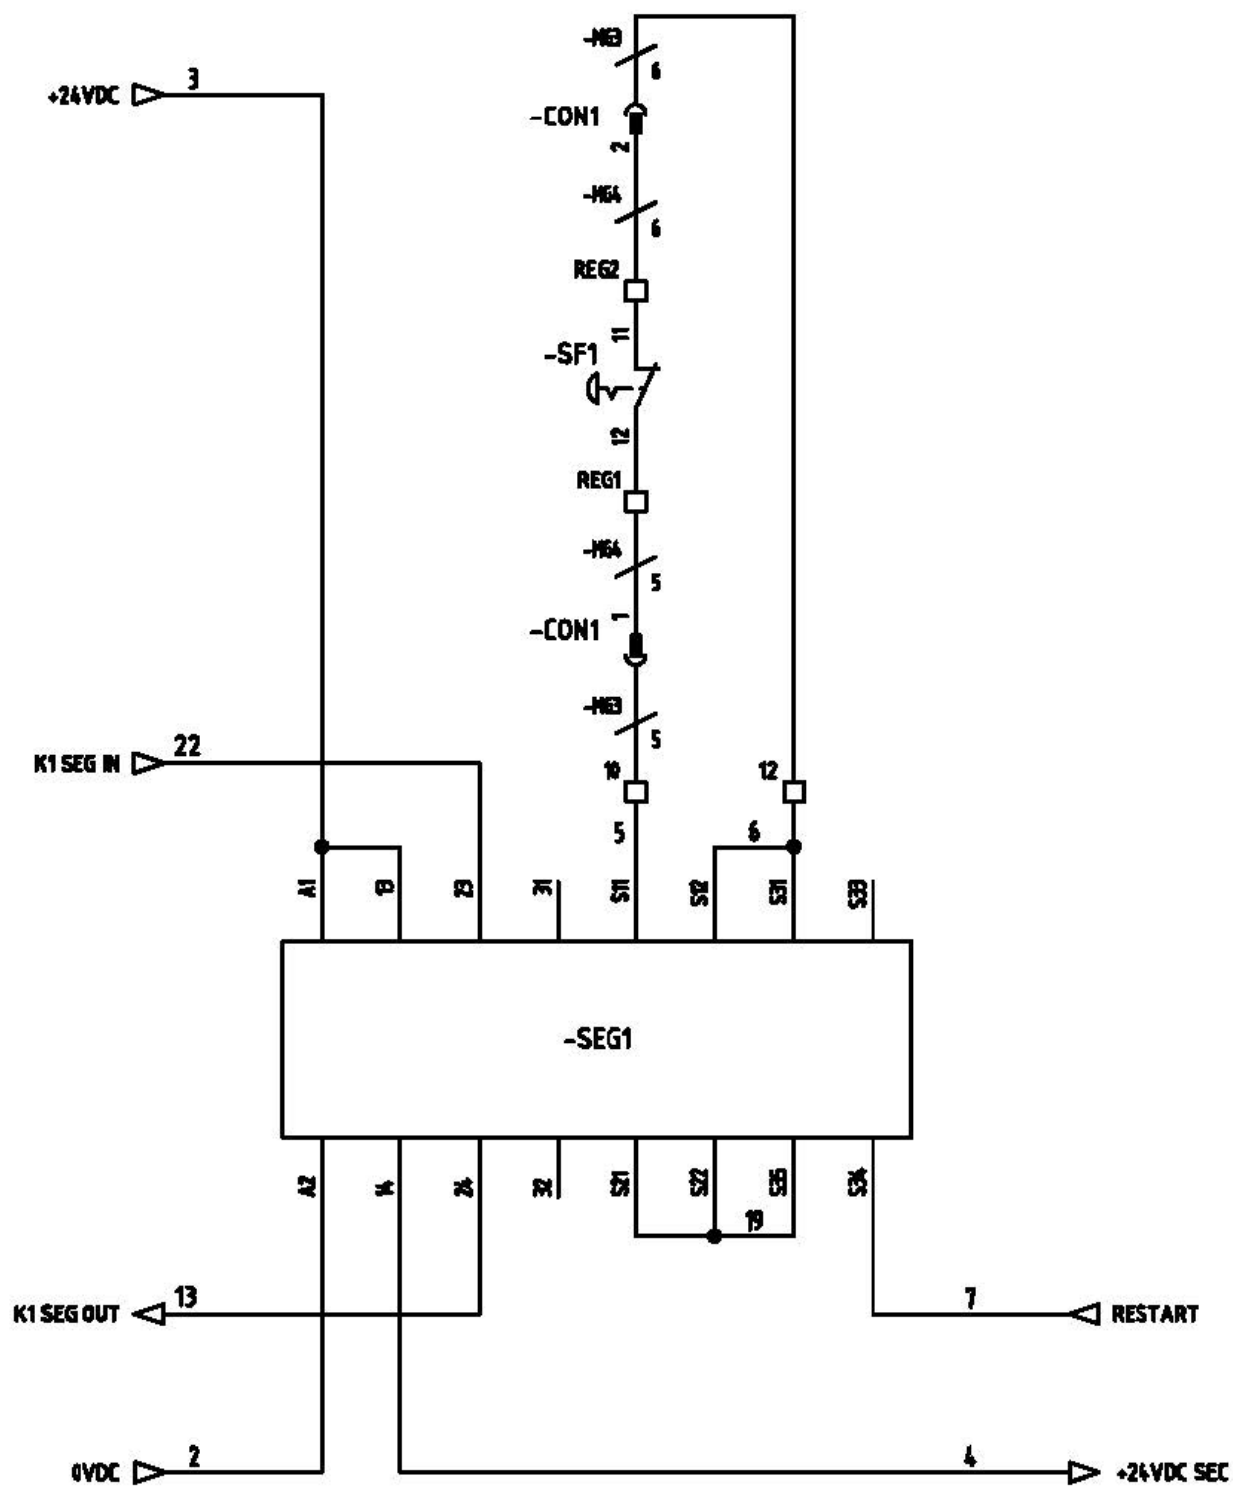 -MG3
6
3
+24VDC
-CON1
2
-MG4
6
REG2
11
-SF1
12
REG1
-MG4
5
1
-CON1
-MG3
5
22
K1 SEG IN
10
12
5
6
A1
13
23
31
S11
S12
S31
S33
-SEG1
A2
14
24
32
S21
S22
S35
S34
19
13
K1 SEG OUT
7
RESTART
2
0VDC
4
+24VDC SEC